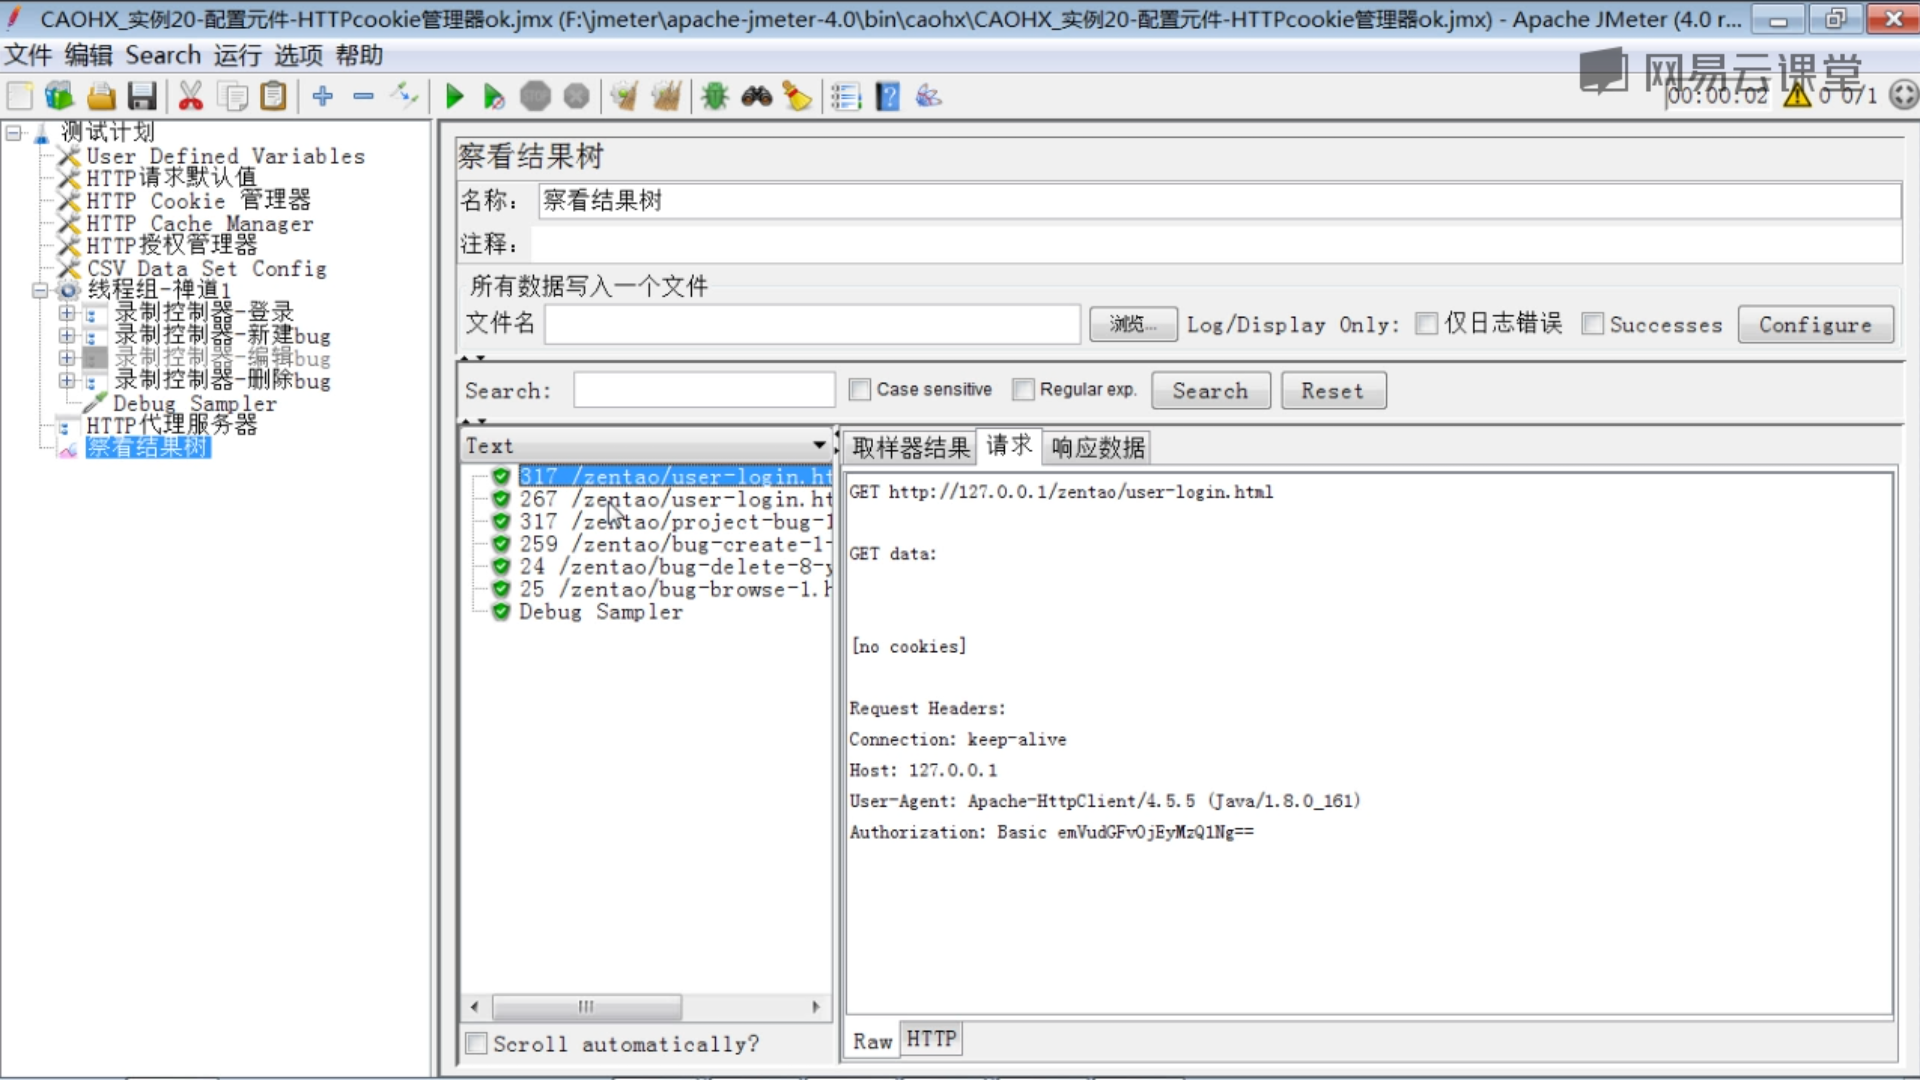 CAOHX_实例20-配置元件-HTTPcookie管理器ok.jmx (F:\jmeter\apache-jmeter-4.0\bin\caohx\CAOHX_实例20-配置元件-HTTPcookie管理器ok.jmx) - Apache JMeter (4.0 r...
文件 编辑 Search 运行 选项 帮助
网易云课堂
00:00:02 0 0/1
测试计划
User Defined Variables
HTTP请求默认值
HTTP Cookie 管理器
HTTP Cache Manager
HTTP授权管理器
CSV Data Set Config
线程组-禅道1
录制控制器-登录
录制控制器-新建bug
录制控制器-编辑bug
录制控制器-删除bug
Debug Sampler
HTTP代理服务器
察看结果树
察看结果树
名称: 察看结果树
注释:
所有数据写入一个文件
文件名 浏览... Log/Display Only: 仅日志错误 Successes Configure
Search: Case sensitive Regular exp. Search Reset
Text
317 /zentao/user-login.ht
267 /zentao/user-login.ht
317 /zentao/project-bug-1
259 /zentao/bug-create-1-
24 /zentao/bug-delete-8-y
25 /zentao/bug-browse-1.h
Debug Sampler
Scroll automatically?
取样器结果 请求 响应数据
GET http://127.0.0.1/zentao/user-login.html
GET data:
[no cookies]
Request Headers:
Connection: keep-alive
Host: 127.0.0.1
User-Agent: Apache-HttpClient/4.5.5 (Java/1.8.0_161)
Authorization: Basic emVudGFvOjEyMzQ1Ng==
Raw HTTP